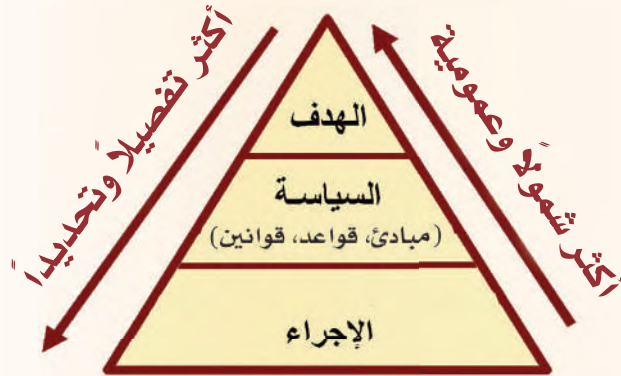 أكثر شمولاً وعمومية
أكثر تفصيلاً وتحديداً
الهدف
السياسة
(مبادئ، قواعد، قوانين)
الإجراء